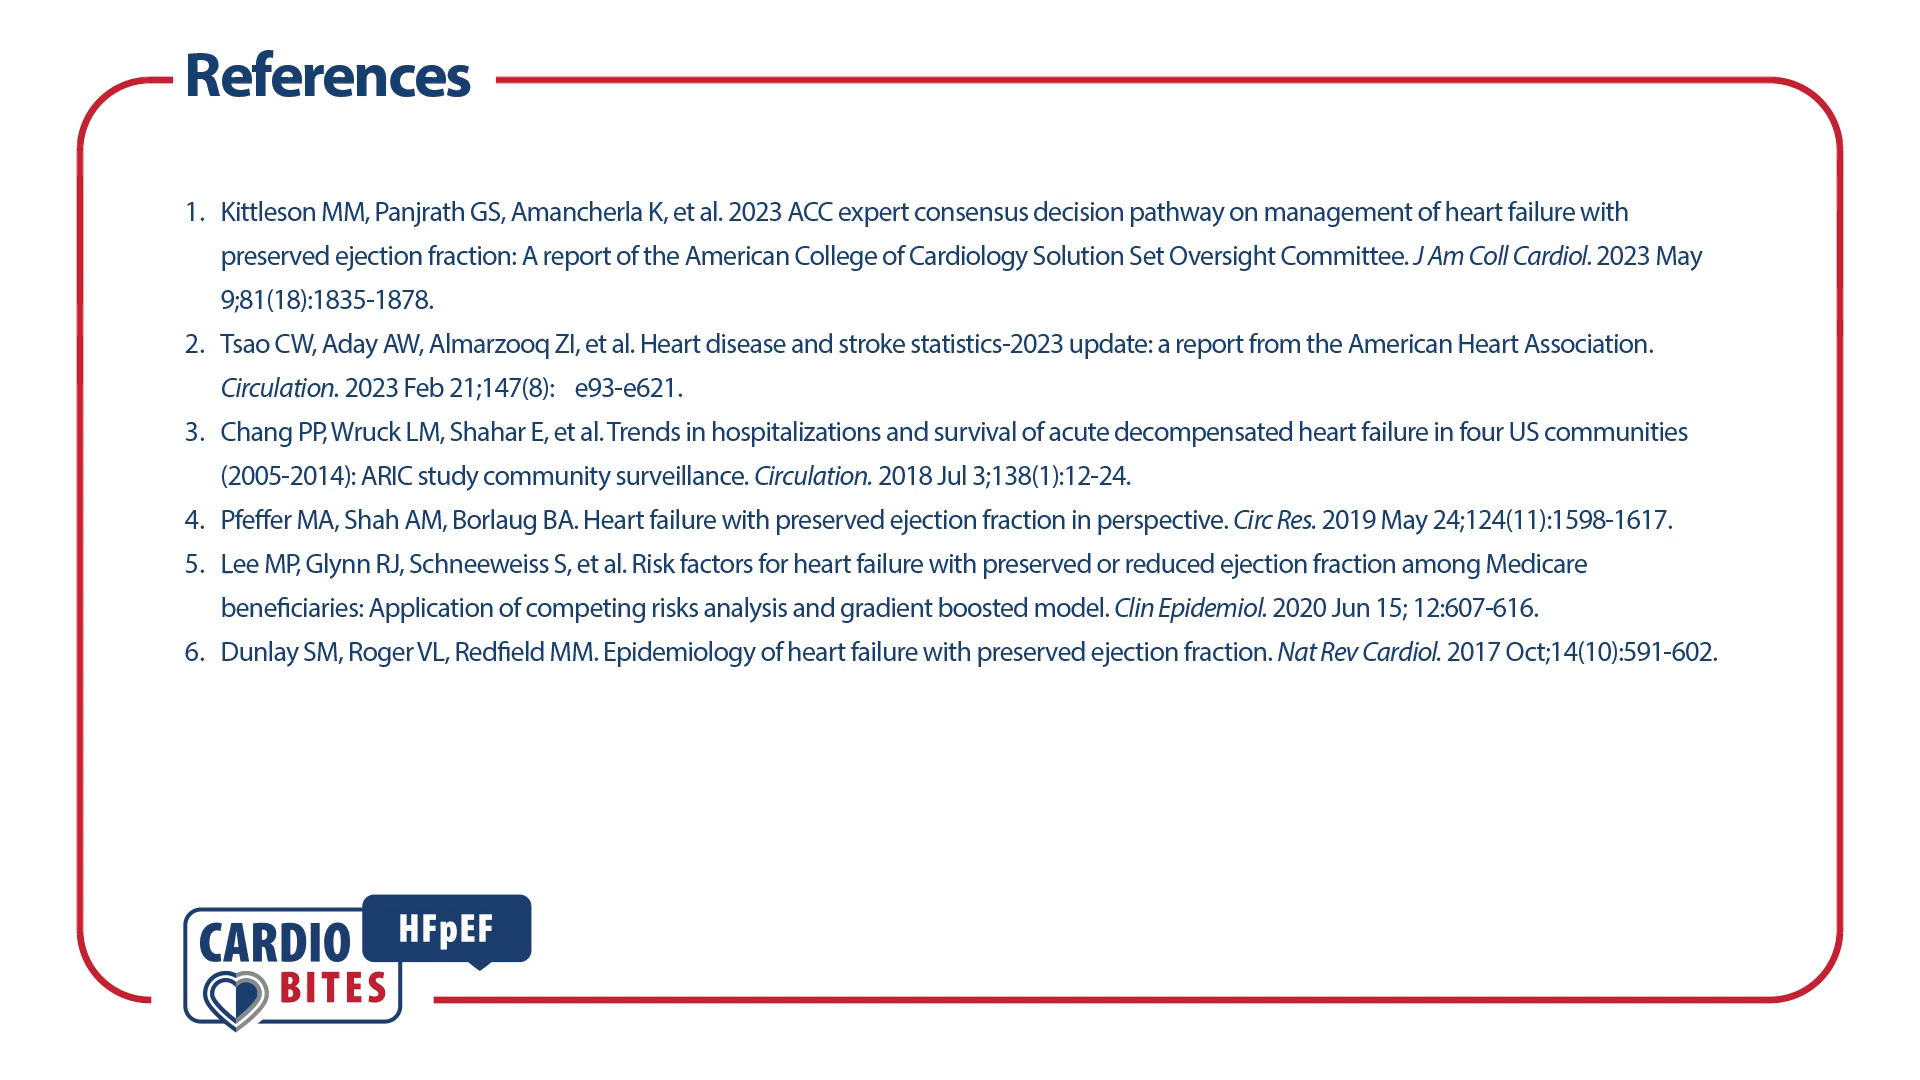 References
1. Kittleson MM, Panjrath GS, Amancherla K, et al. 2023 ACC expert consensus decision pathway on management of heart failure with
preserved ejection fraction: A report of the American College of Cardiology Solution Set Oversight Committee. J Am Coll Cardiol. 2023 May
9;81(18):1835-1878.
2. Tsao CW, Aday AW, Almarzooq ZI, et al. Heart disease and stroke statistics-2023 update: a report from the American Heart Association.
Circulation. 2023 Feb 21;147(8): e93-e621.
3. Chang PP, Wruck LM, Shahar E, et al. Trends in hospitalizations and survival of acute decompensated heart failure in four US communities
(2005-2014): ARIC study community surveillance. Circulation. 2018 Jul 3;138(1):12-24.
4. Pfeffer MA, Shah AM, Borlaug BA. Heart failure with preserved ejection fraction in perspective. Circ Res. 2019 May 24;124(11):1598-1617.
5. Lee MP, Glynn RJ, Schneeweiss S, et al. Risk factors for heart failure with preserved or reduced ejection fraction among Medicare
beneficiaries: Application of competing risks analysis and gradient boosted model. Clin Epidemiol. 2020 Jun 15; 12:607-616.
6. Dunlay SM, Roger VL, Redfield MM. Epidemiology of heart failure with preserved ejection fraction. Nat Rev Cardiol. 2017 Oct;14(10):591-602.
HFpEF
CARDIO
BITES